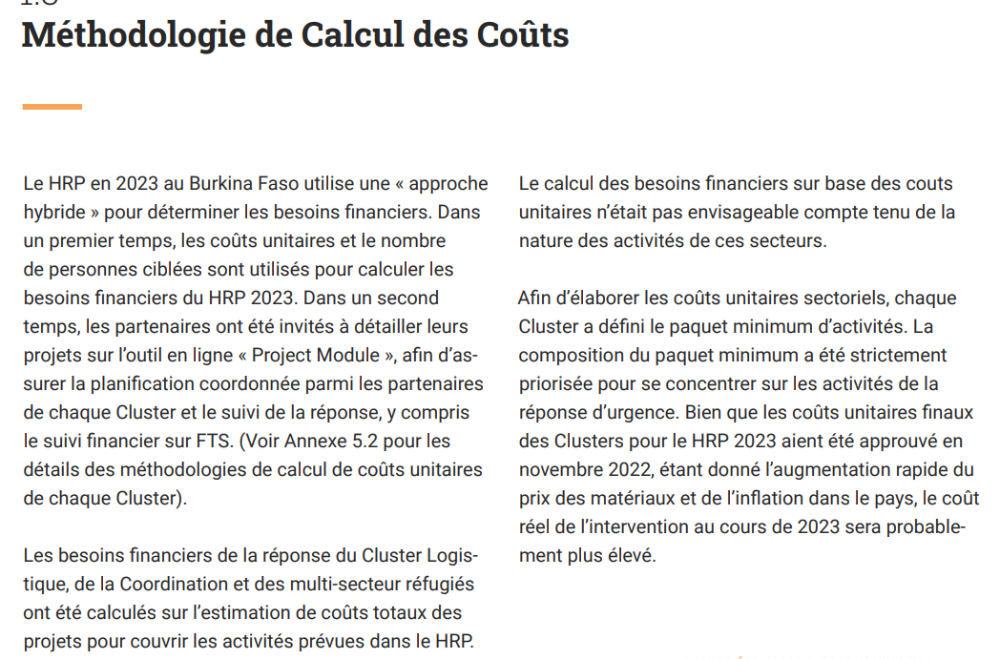 Méthodologie de Calcul des Coûts
Le HRP en 2023 au Burkina Faso utilise une « approche
hybride » pour déterminer les besoins financiers. Dans
un premier temps, les coûts unitaires et le nombre
de personnes ciblées sont utilisés pour calculer les
besoins financiers du HRP 2023. Dans un second
temps, les partenaires ont été invités à détailler leurs
projets sur l’outil en ligne « Project Module », afin d’as-
surer la planification coordonnée parmi les partenaires
de chaque Cluster et le suivi de la réponse, y compris
le suivi financier sur FTS. (Voir Annexe 5.2 pour les
détails des méthodologies de calcul de coûts unitaires
de chaque Cluster).
Les besoins financiers de la réponse du Cluster Logis-
tique, de la Coordination et des multi-secteur réfugiés
ont été calculés sur l’estimation de coûts totaux des
projets pour couvrir les activités prévues dans le HRP.
Le calcul des besoins financiers sur base des couts
unitaires n’était pas envisageable compte tenu de la
nature des activités de ces secteurs.
Afin d’élaborer les coûts unitaires sectoriels, chaque
Cluster a défini le paquet minimum d’activités. La
composition du paquet minimum a été strictement
priorisée pour se concentrer sur les activités de la
réponse d’urgence. Bien que les coûts unitaires finaux
des Clusters pour le HRP 2023 aient été approuvé en
novembre 2022, étant donné l’augmentation rapide du
prix des matériaux et de l’inflation dans le pays, le coût
réel de l’intervention au cours de 2023 sera probable-
ment plus élevé.